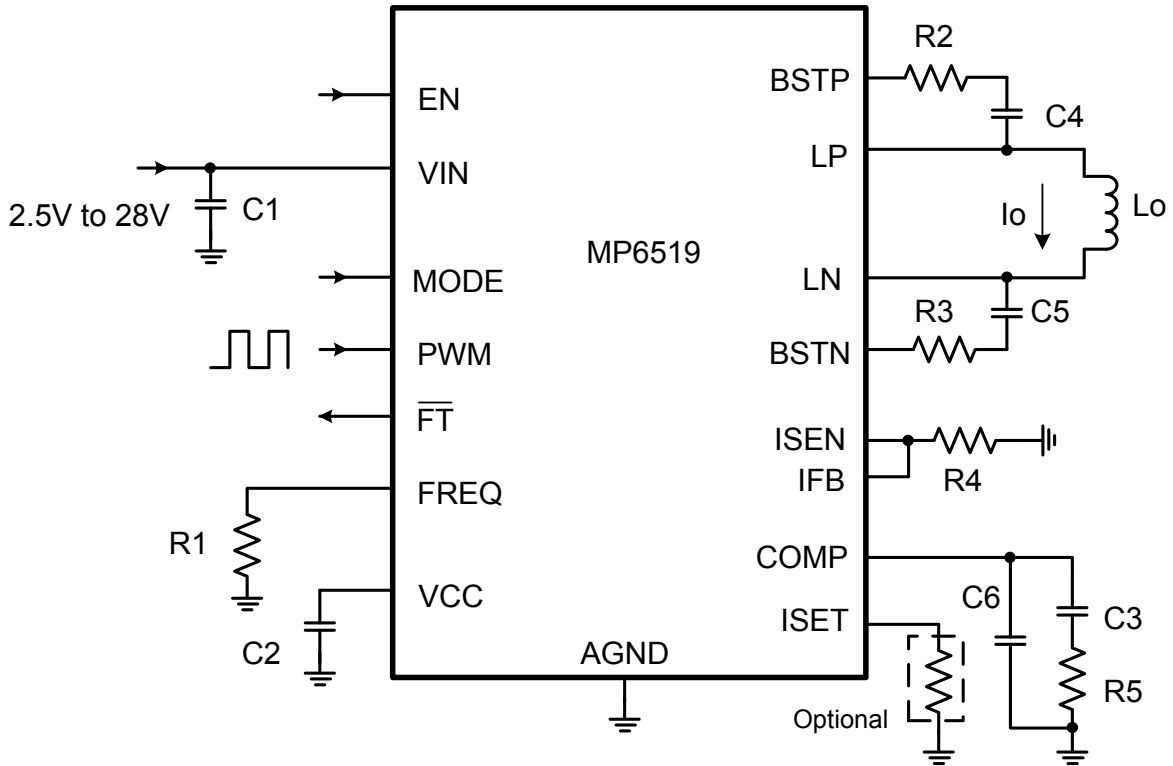 R2
BSTP
EN
C4
LP
VIN
2.5V to 28V
C1
Io
Lo
MP6519
MODE
LN
R3
C5
PWM
BSTN
FT
ISEN
IFB
R4
FREQ
R1
COMP
VCC
C6
C3
ISET
C2
AGND
R5
Optional